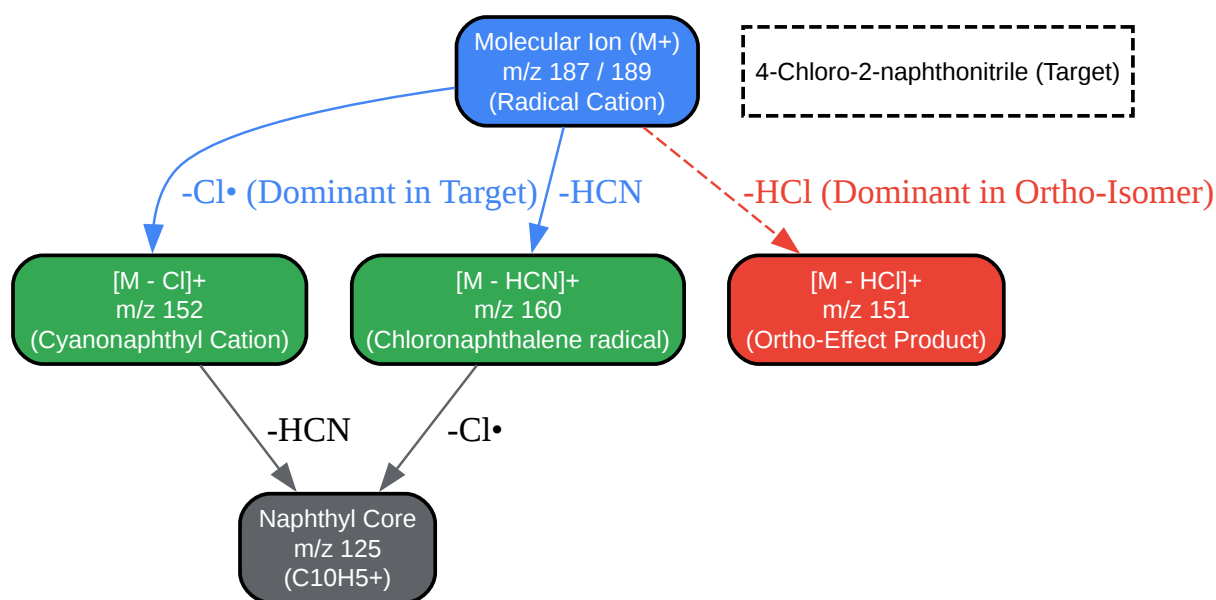 Molecular Ion (M+)
m/z 187 / 189
(Radical Cation)
4-Chloro-2-naphthonitrile (Target)
-Cl• (Dominant in Target)
-HCN
-HCl (Dominant in Ortho-Isomer)
[M - Cl]+
m/z 152
(Cyanonaphthyl Cation)
[M - HCN]+
m/z 160
(Chloronaphthalene radical)
[M - HCl]+
m/z 151
(Ortho-Effect Product)
-HCN
-Cl•
Naphthyl Core
m/z 125
(C10H5+)